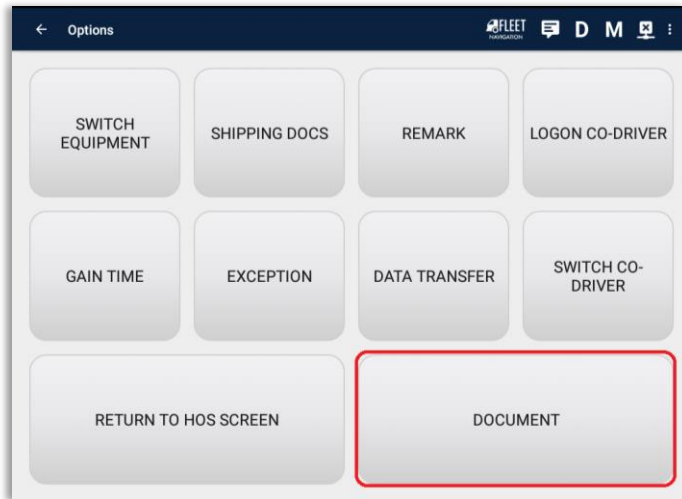 Options
FLEET
NAVIGATION
D M
SWITCH
EQUIPMENT
SHIPPING DOCS
REMARK
LOGON CO-DRIVER
GAIN TIME
EXCEPTION
DATA TRANSFER
SWITCH CO-
DRIVER
RETURN TO HOS SCREEN
DOCUMENT